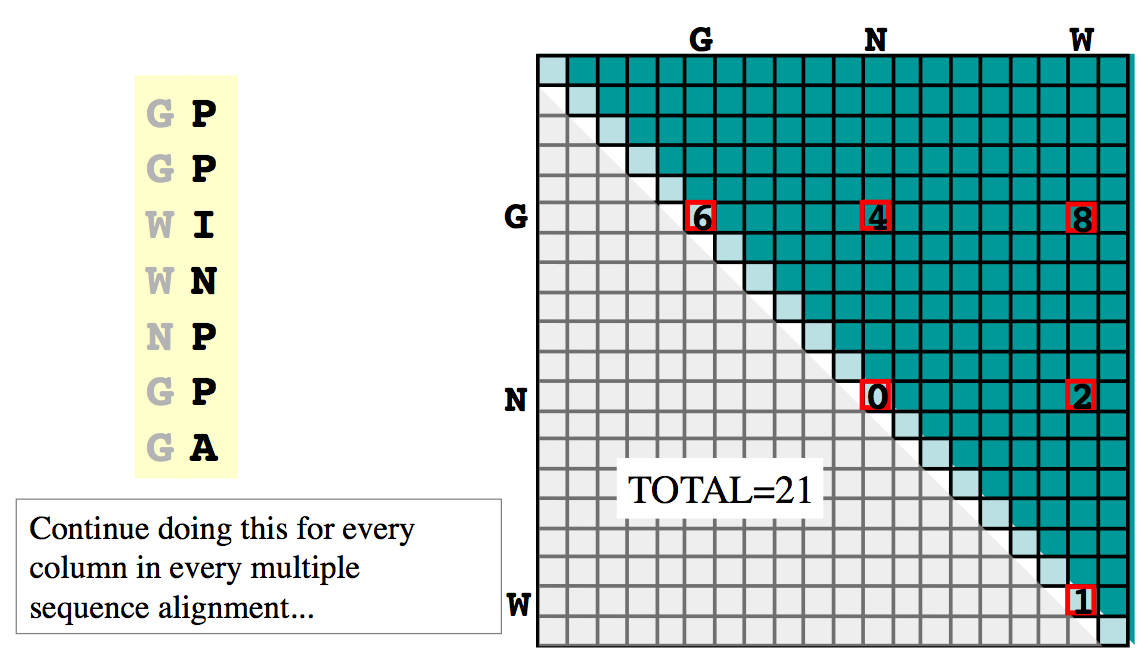 G P
G P
W I
W N
N P
G P
G A
Continue doing this for every
column in every multiple
sequence alignment...
G N W
G 6 4 8
N 0 2
TOTAL=21
W 1